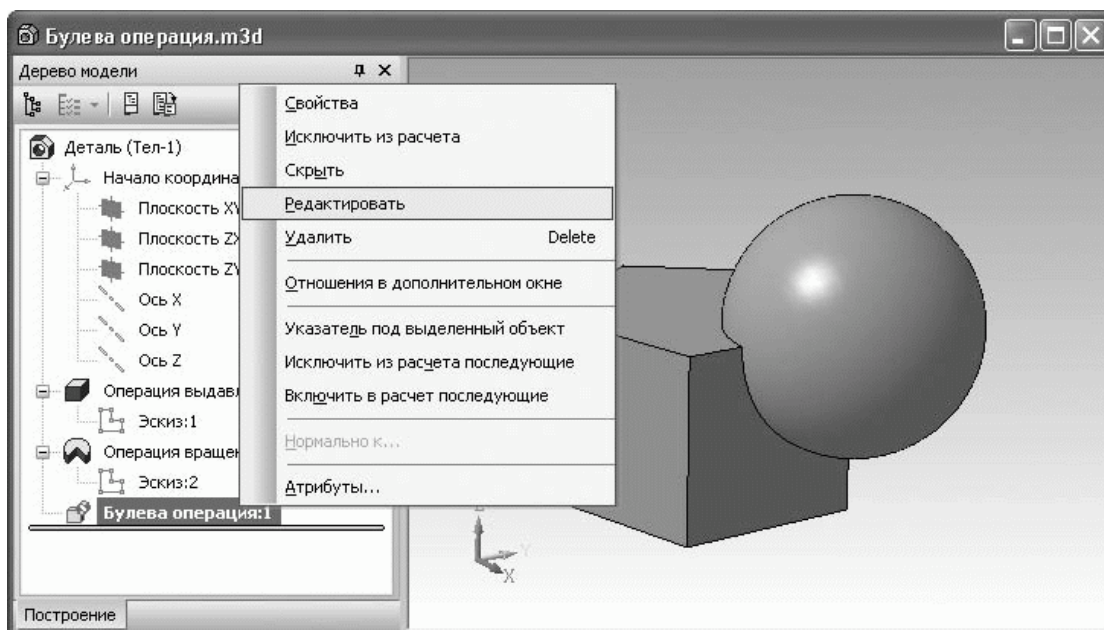 Булева операция.m3d
Дерево модели
Деталь (Тел-1)
Начало координа
Плоскость XY
Плоскость ZX
Плоскость ZY
Ось X
Ось Y
Ось Z
Операция выдавл
Эскиз:1
Операция вращен
Эскиз:2
Булева операция:1
Построение
Свойства
Исключить из расчета
Скрыть
Редактировать
Удалить Delete
Отношения в дополнительном окне
Указатель под выделенный объект
Исключить из расчета последующие
Включить в расчет последующие
Нормально к...
Атрибуты...
Z
Y
X